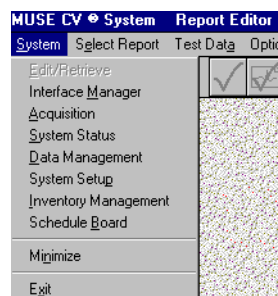 MUSE CV ® System Report Editor
System Select Report Test Data Optio
Edit/Retrieve
Interface Manager
Acquisition
System Status
Data Management
System Setup
Inventory Management
Schedule Board
Minimize
Exit